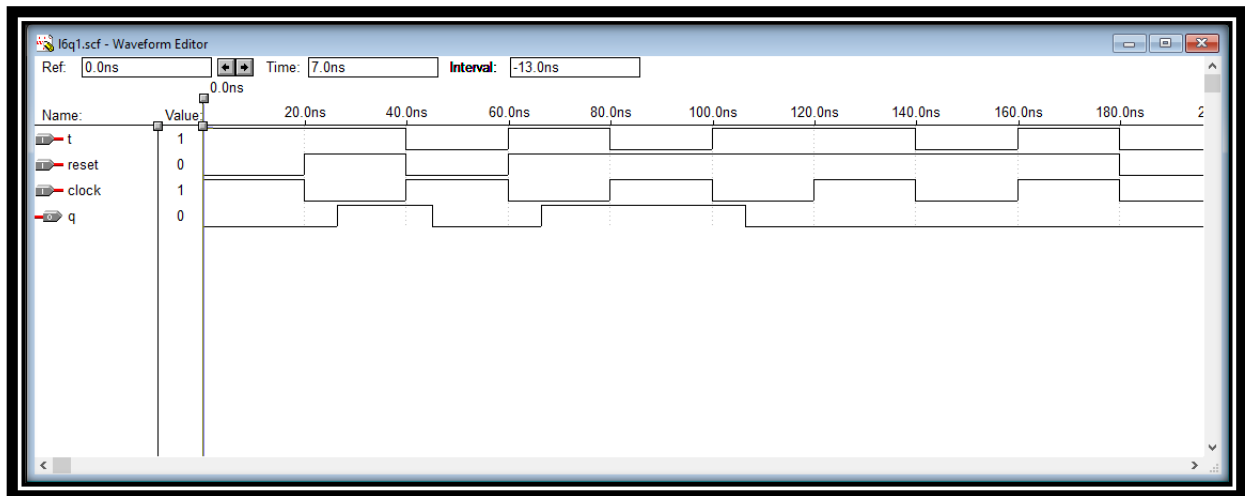 l6q1.scf - Waveform Editor
Ref: 0.0ns Time: 7.0ns Interval: -13.0ns
0.0ns
Name: Value: 20.0ns 40.0ns 60.0ns 80.0ns 100.0ns 120.0ns 140.0ns 160.0ns 180.0ns 2
t 1
reset 0
clock 1
q 0